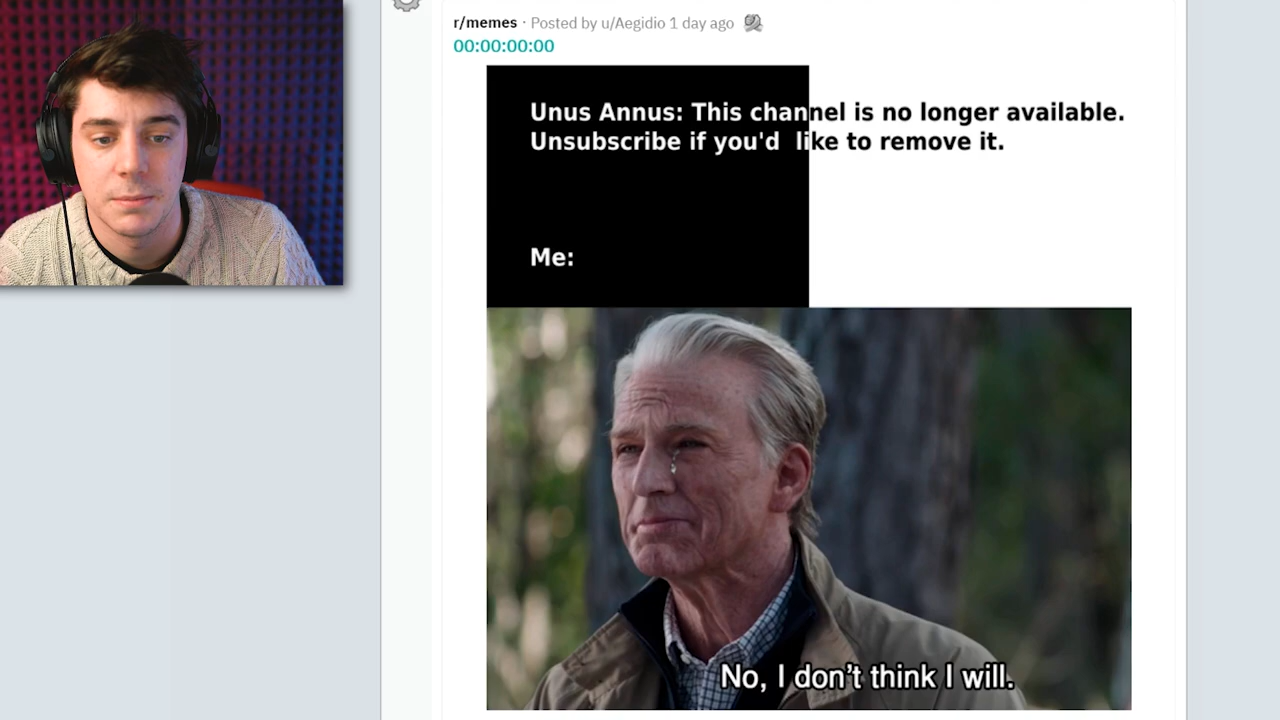 r/memes · Posted by u/Aegidio 1 day ago
00:00:00:00
Unus Annus: This channel is no longer available.
Unsubscribe if you'd  like to remove it.
Me:
No, I don't think I will.